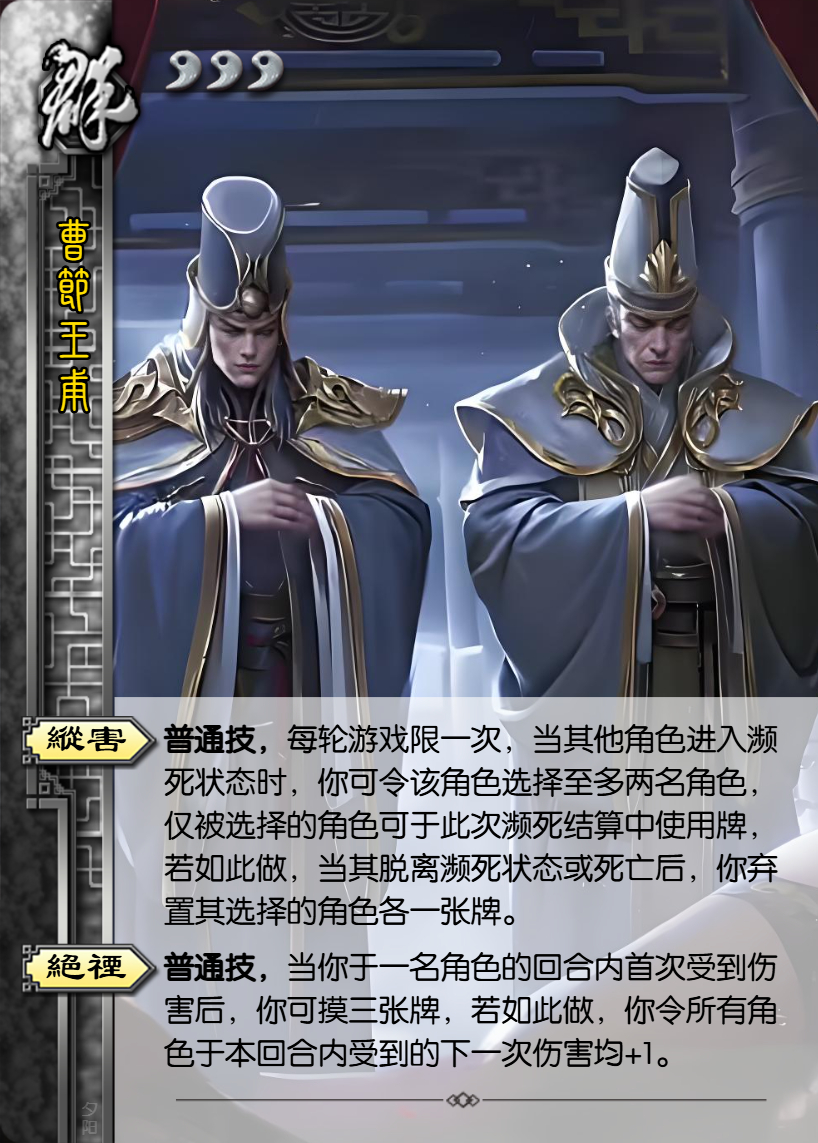 群
曹節王甫
縱害
普通技，每轮游戏限一次，当其他角色进入濒
死状态时，你可令该角色选择至多两名角色，
仅被选择的角色可于此次濒死结算中使用牌，
若如此做，当其脱离濒死状态或死亡后，你弃
置其选择的角色各一张牌。
絕禋
普通技，当你于一名角色的回合内首次受到伤
害后，你可摸三张牌，若如此做，你令所有角
色于本回合内受到的下一次伤害均+1。
夕阳